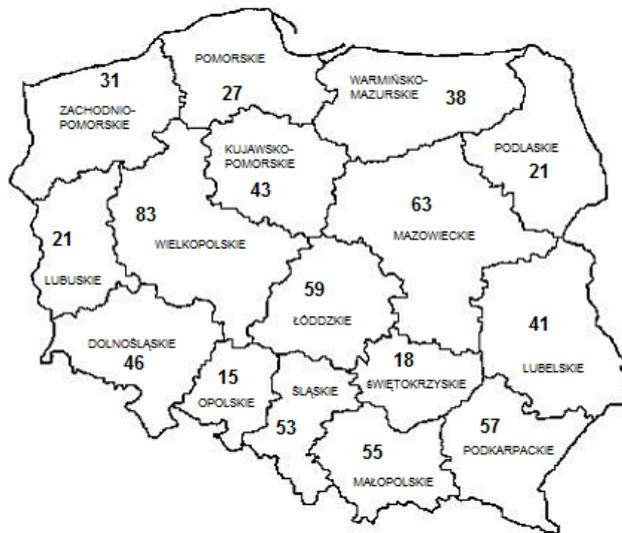 31
ZACHODNIO-
POMORSKIE
POMORSKIE
27
WARMIŃSKO-
MAZURSKIE
38
PODLASKIE
21
KUJAWSKO-
POMORSKIE
43
63
MAZOWIECKIE
83
WIELKOPOLSKIE
21
LUBUSKIE
59
ŁÓDDZKIE
41
LUBELSKIE
DOLNOŚLĄSKIE
46
15
OPOLSKIE
ŚLĄSKIE
53
18
śWIĘTOKRZYSKIE
57
PODKARPACKIE
55
MAŁOPOLSKIE